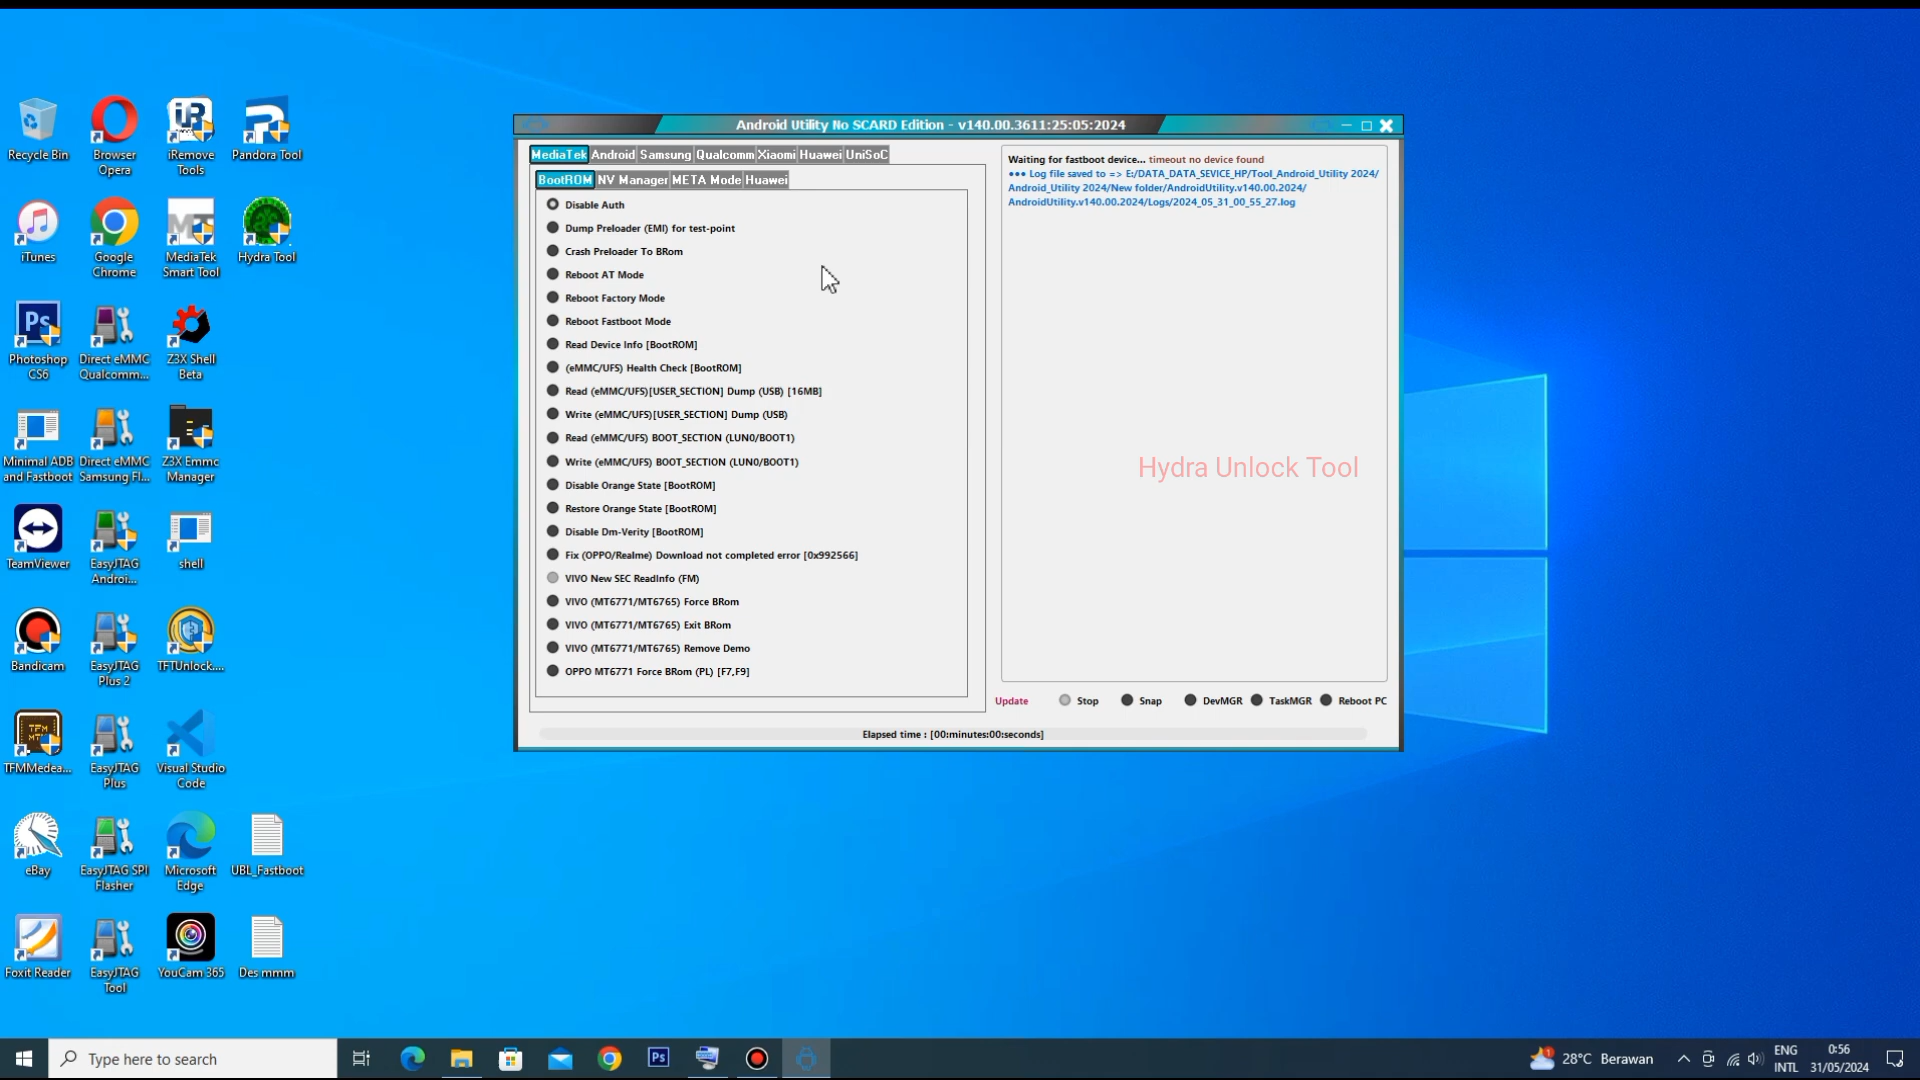 Recycle Bin
Browser
Opera
iRemove
Tools
Pandora Tool
iTunes
Google
Chrome
MediaTek
Smart Tool
Hydra Tool
Photoshop
CS6
Direct eMMC
Qualcomm...
Z3X Shell
Beta
Minimal ADB
and Fastboot
Direct eMMC
Samsung Fl...
Z3X Emmc
Manager
TeamViewer
EasyJTAG
Androi...
shell
Bandicam
EasyJTAG
Plus 2
TFTUnlock....
TFMMedea...
EasyJTAG
Plus
Visual Studio
Code
eBay
EasyJTAG SPI
Flasher
Microsoft
Edge
UBL_Fastboot
Foxit Reader
EasyJTAG
Tool
YouCam 365
Des mmm
Android Utility No SCARD Edition - v140.00.3611:25:05:2024
MediaTek Android Samsung Qualcomm Xiaomi Huawei UniSoC
BootROM NV Manager META Mode Huawei
Disable Auth
Dump Preloader (EMI) for test-point
Crash Preloader To BRom
Reboot AT Mode
Reboot Factory Mode
Reboot Fastboot Mode
Read Device Info [BootROM]
(eMMC/UFS) Health Check [BootROM]
Read (eMMC/UFS)[USER_SECTION] Dump (USB) [16MB]
Write (eMMC/UFS)[USER_SECTION] Dump (USB)
Read (eMMC/UFS) BOOT_SECTION (LUN0/BOOT1)
Write (eMMC/UFS) BOOT_SECTION (LUN0/BOOT1)
Disable Orange State [BootROM]
Restore Orange State [BootROM]
Disable Dm-Verity [BootROM]
Fix (OPPO/Realme) Download not completed error [0x992566]
VIVO New SEC ReadInfo (FM)
VIVO (MT6771/MT6765) Force BRom
VIVO (MT6771/MT6765) Exit BRom
VIVO (MT6771/MT6765) Remove Demo
OPPO MT6771 Force BRom (PL) [F7,F9]
Waiting for fastboot device... timeout no device found
••• Log file saved to => E:/DATA_DATA_SEVICE_HP/Tool_Android_Utility 2024/
Android_Utility 2024/New folder/AndroidUtility.v140.00.2024/
AndroidUtility.v140.00.2024/Logs/2024_05_31_00_55_27.log
Hydra Unlock Tool
Update Stop Snap DevMGR TaskMGR Reboot PC
Elapsed time : [00:minutes:00:seconds]
Type here to search
Ps
28°C Berawan
ENG
INTL
0:56
31/05/2024